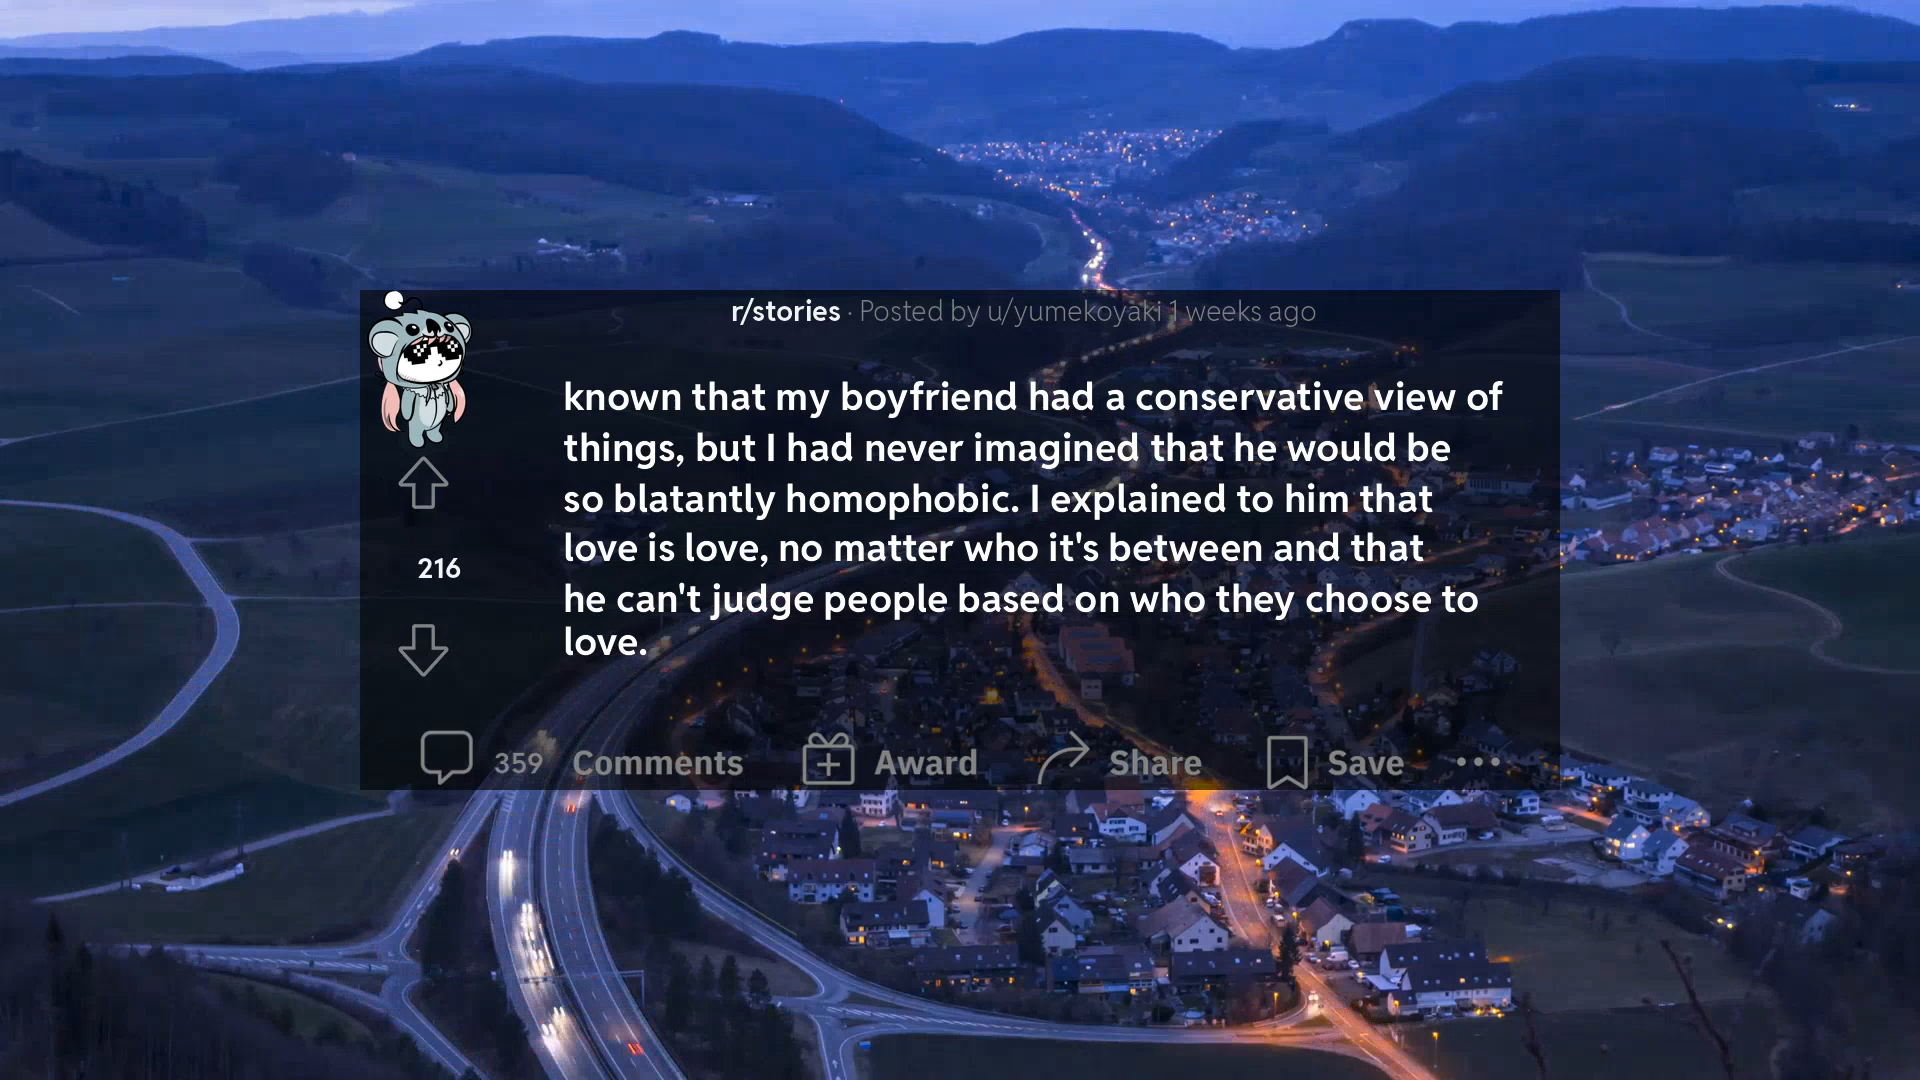 r/stories · Posted by u/yumekoyaki 1 weeks ago
known that my boyfriend had a conservative view of
things, but I had never imagined that he would be
so blatantly homophobic. I explained to him that
love is love, no matter who it's between and that
he can't judge people based on who they choose to
love.
216
359 Comments Award Share Save